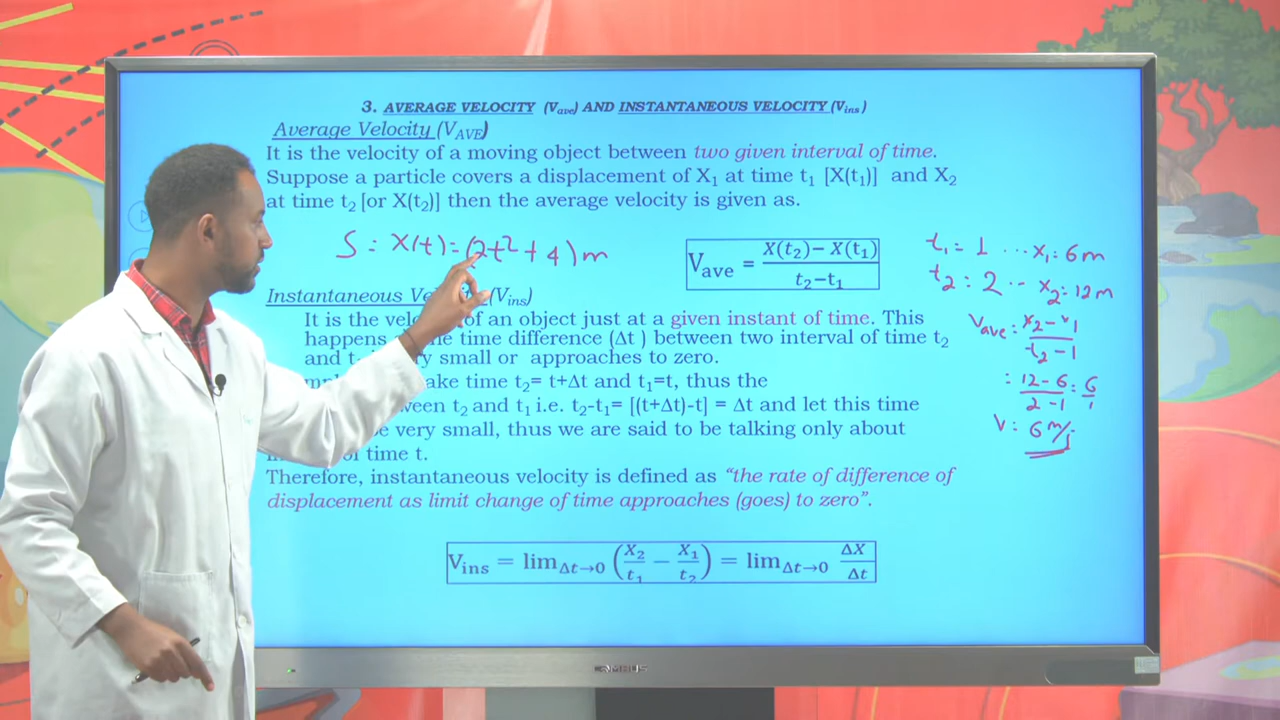 3. AVERAGE VELOCITY (Vave) AND INSTANTANEOUS VELOCITY (Vins)
Average Velocity (VAVE)
It is the velocity of a moving object between two given interval of time.
Suppose a particle covers a displacement of X₁ at time t₁ [X(t₁)] and X₂
at time t₂ [or X(t₂)] then the average velocity is given as.
S = X(t) = (2t² + 4) m
Vave = X(t₂) – X(t₁) / t₂–t₁
t₁ = 1 ... x₁ = 6m
t₂ = 2 ... x₂ = 12m
Vave = x₂ - x₁ / t₂ - 1
= 12 - 6 / 2 - 1 = 6/1
V = 6 m/s
Instantaneous (Vins)
It is the of an object just at a given instant of time. This
happens time difference (Δt ) between two interval of time t₂
and small or approaches to zero.
take time t₂= t+Δt and t₁=t, thus the
t₂ and t₁ i.e. t₂-t₁= [(t+Δt)-t] = Δt and let this time
very small, thus we are said to be talking only about
time t.
Therefore, instantaneous velocity is defined as "the rate of difference of
displacement as limit change of time approaches (goes) to zero".
Vins = limΔt→0 (X₂/t₁ − X₁/t₂) = limΔt→0 ΔX/Δt